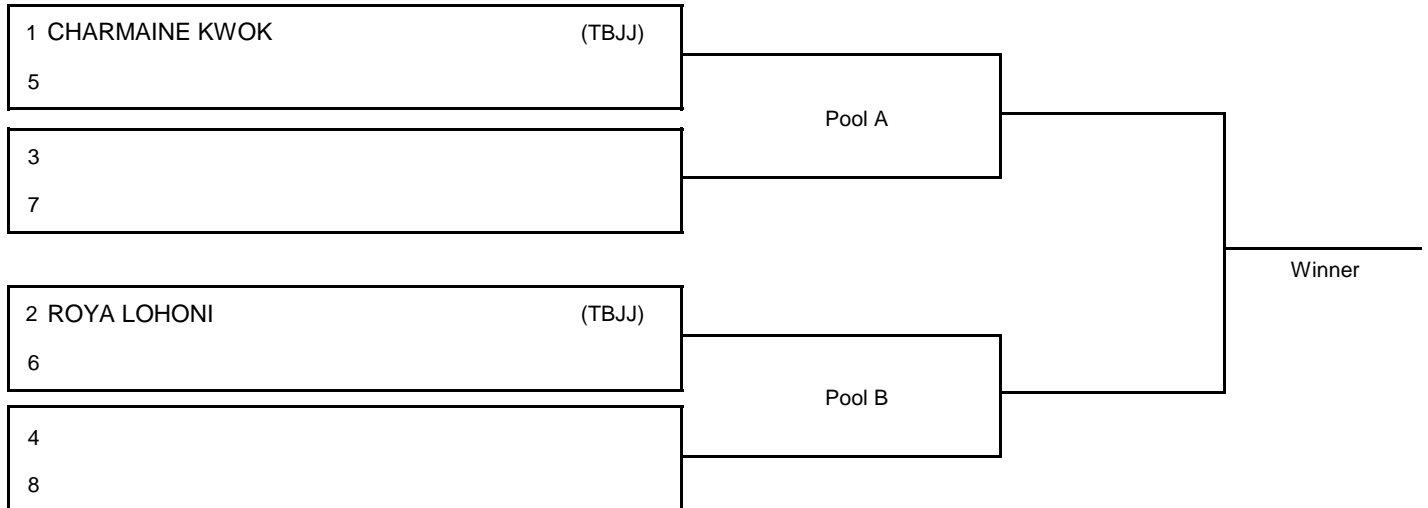 1 CHARMAINE KWOK (TBJJ)
5
Pool A
3
7
Winner
2 ROYA LOHONI (TBJJ)
6
Pool B
4
8